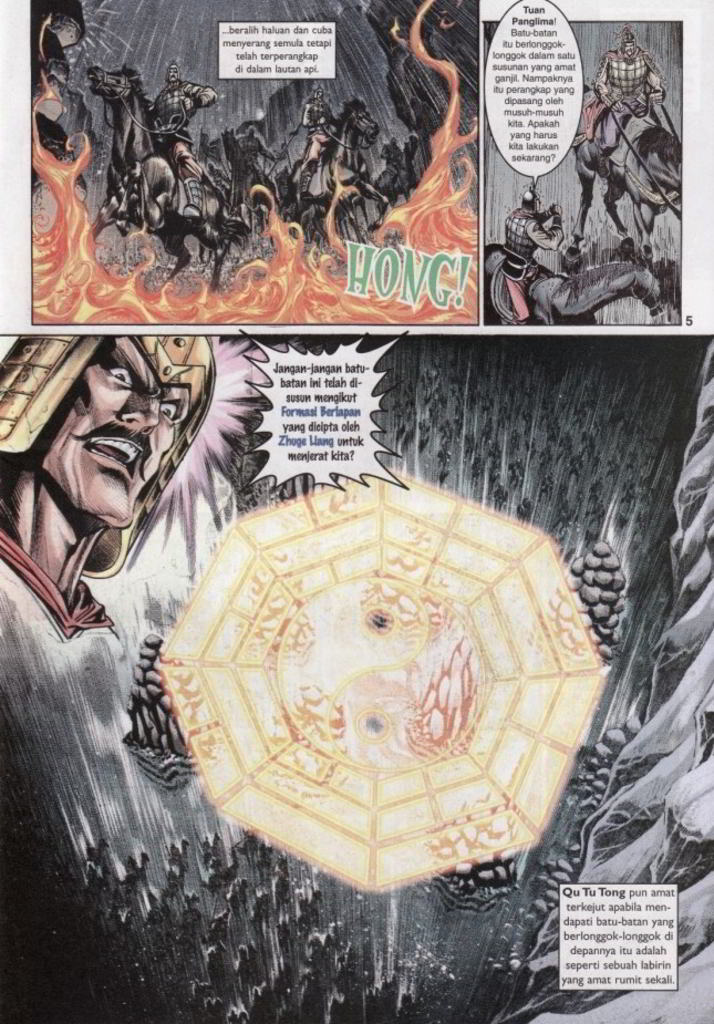 ...beralih haluan dan cuba
menyerang semula tetapi
telah terperangkap
di dalam lautan api.
HONG!
Tuan
Panglima!
Batu-batan
itu berlonggok-
longgok dalam satu
susunan yang amat
ganjil. Nampaknya
itu perangkap yang
dipasang oleh
musuh-musuh
kita. Apakah
yang harus
kita lakukan
sekarang?
5
Jangan-jangan batu-
batan ini telah di-
susun mengikut
Formasi Berlapan
yang dicipta oleh
Zhuge Liang untuk
menjerat kita?
Qu Tu Tong pun amat
terkejut apabila men-
dapati batu-batan yang
berlonggok-longgok di
depannya itu adalah
seperti sebuah labirin
yang amat rumit sekali.